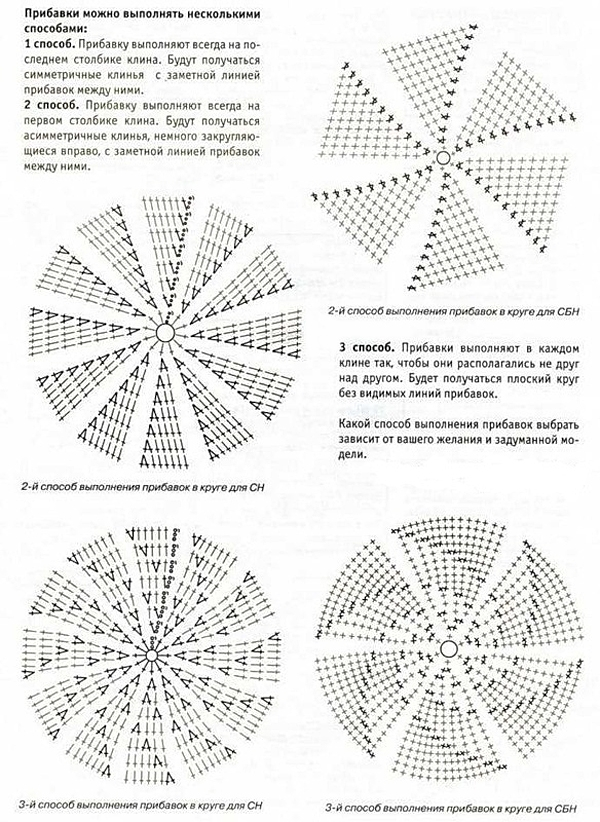 Прибавки можно выполнять несколькими
способами:
1 способ. Прибавку выполняют всегда на по-
следнем столбике клина. Будут получаться
симметричные клинья с заметной линией
прибавок между ними.
2 способ. Прибавку выполняют всегда на
первом столбике клина. Будут получаться
асимметричные клинья, немного закругляю-
щиеся вправо, с заметной линией прибавок
между ними.
2-й способ выполнения прибавок в круге для СБН
3 способ. Прибавки выполняют в каждом
клине так, чтобы они располагались не друг
над другом. Будет получаться плоский круг
без видимых линий прибавок.
Какой способ выполнения прибавок выбрать
зависит от вашего желания и задуманной мо-
дели.
2-й способ выполнения прибавок в круге для СН
3-й способ выполнения прибавок в круге для СН
3-й способ выполнения прибавок в круге для СБН